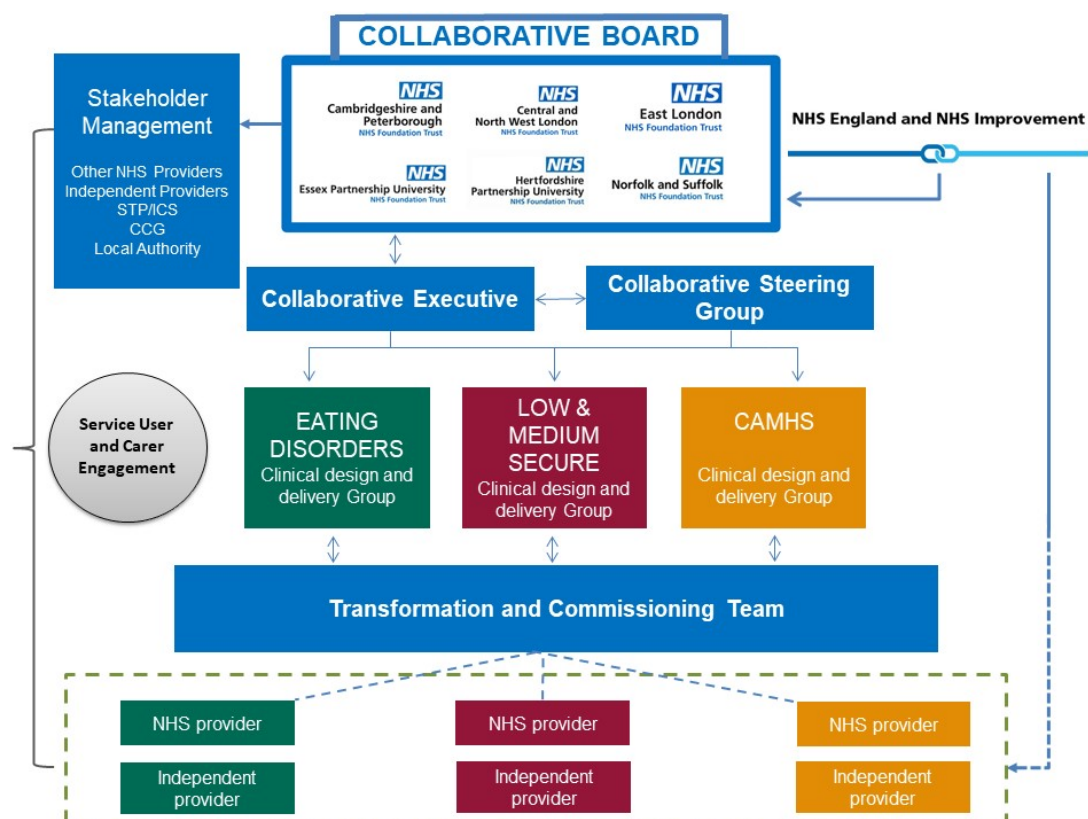 COLLABORATIVE BOARD
Stakeholder
Management
Other NHS Providers
Independent Providers
STP/ICS
CCG
Local Authority
NHS
Cambridgeshire and
Peterborough
NHS Foundation Trust
NHS
Central and
North West London
NHS Foundation Trust
NHS
East London
NHS Foundation Trust
NHS
Essex Partnership University
NHS Foundation Trust
NHS
Hertfordshire
Partnership University
NHS Foundation Trust
NHS
Norfolk and Suffolk
NHS Foundation Trust
NHS England and NHS Improvement
Collaborative Executive
Collaborative Steering
Group
Service User
and Carer
Engagement
EATING
DISORDERS
Clinical design and
delivery Group
LOW &
MEDIUM
SECURE
Clinical design and
delivery Group
CAMHS
Clinical design and
delivery Group
Transformation and Commissioning Team
NHS provider
NHS provider
NHS provider
Independent
provider
Independent
provider
Independent
provider